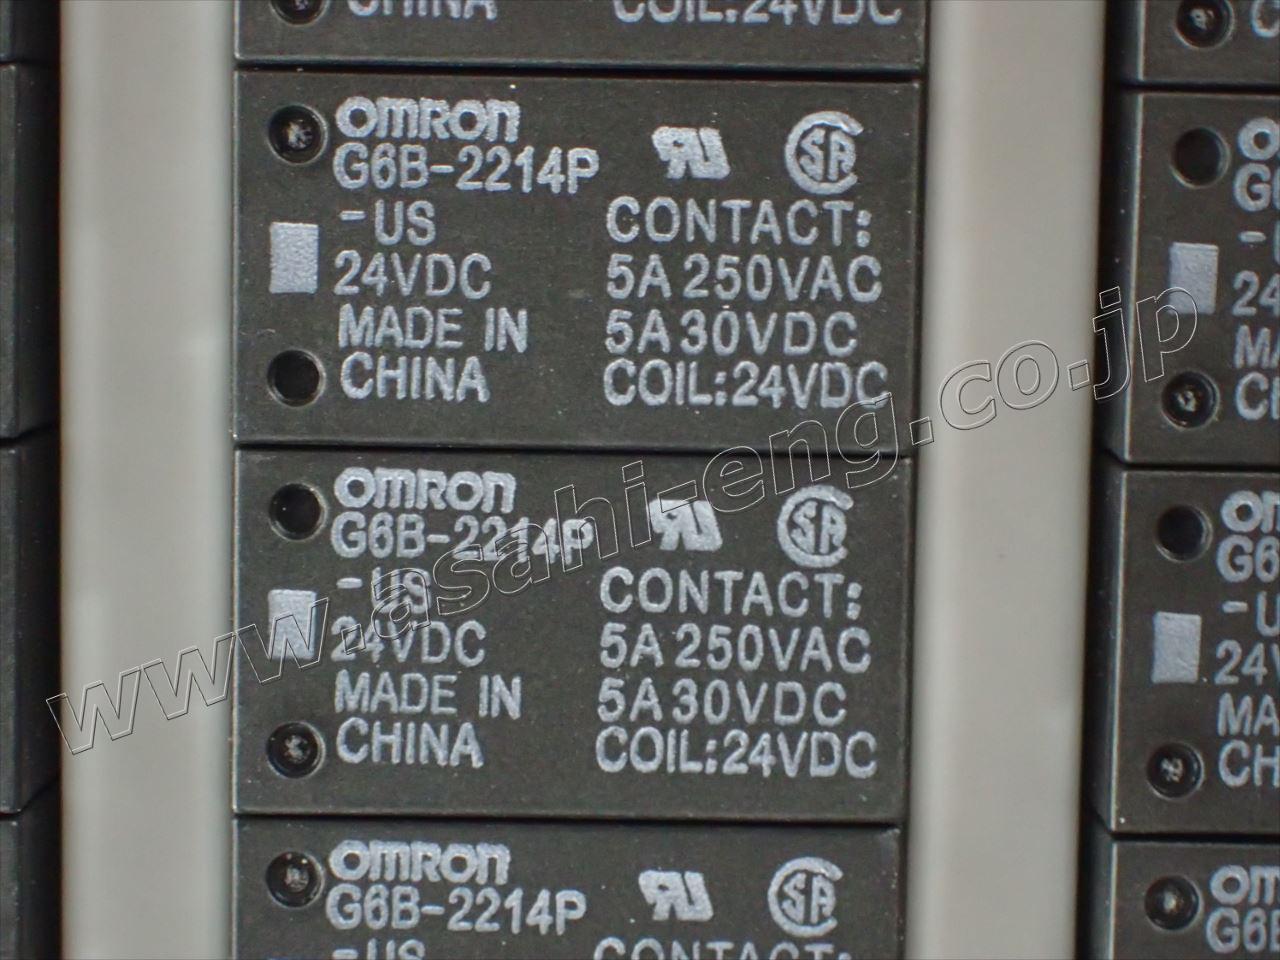 CHINA
COIL:24VDC
omron
G6B-2214P
-US
24VDC
MADE IN
CHINA
CONTACT:
5A 250VAC
5A 30VDC
COIL:24VDC
omron
G6B-2214P
-US
24VDC
MADE IN
CHINA
CONTACT:
5A 250VAC
5A 30VDC
COIL:24VDC
omron
G6B-2214P
-US
CONTACT:
www.asahi-eng.co.jp